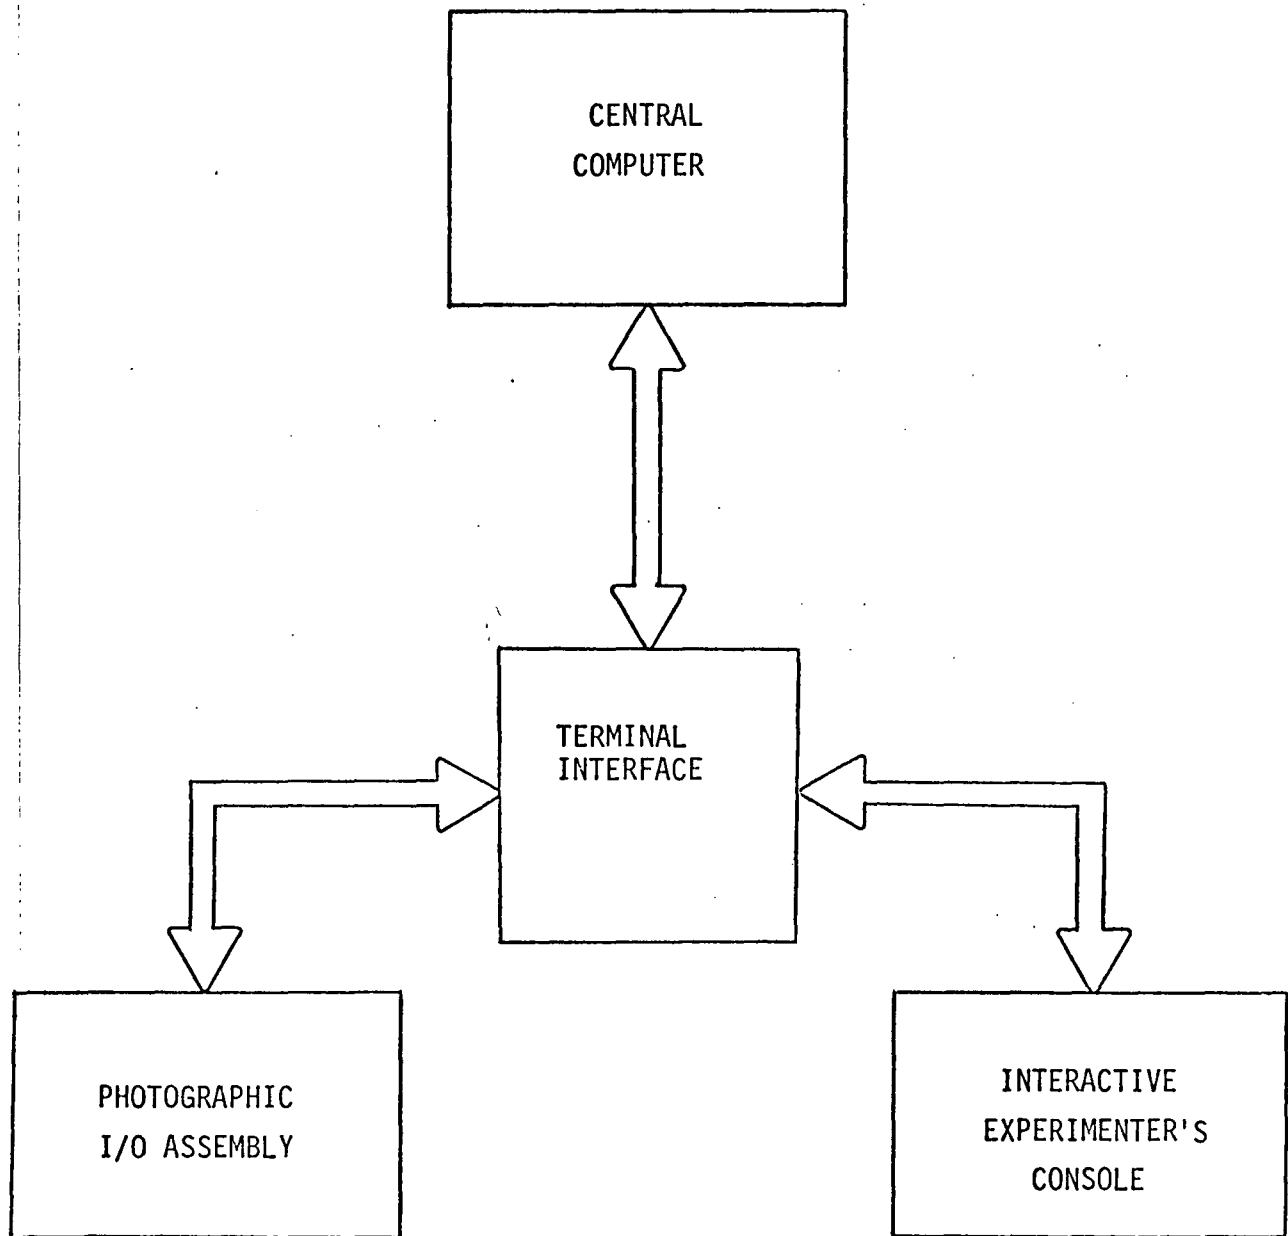 CENTRAL
COMPUTER
TERMINAL
INTERFACE
PHOTOGRAPHIC
I/O ASSEMBLY
INTERACTIVE
EXPERIMENTER'S
CONSOLE